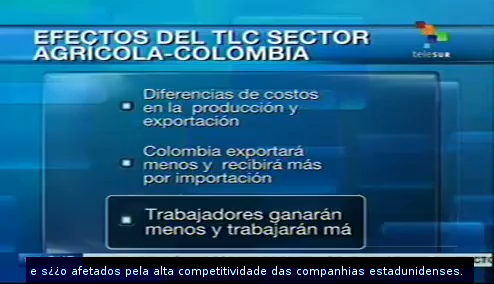 EFECTOS DEL TLC SECTOR
AGRÍCOLA-COLOMBIA
teleSUR
Diferencias de costos
en la producción y
exportación
Colombia exportará
menos y recibirá más
por importación
Trabajadores ganarán
menos y trabajarán má
e s¿¿o afetados pela alta competitividade das companhias estadunidenses.